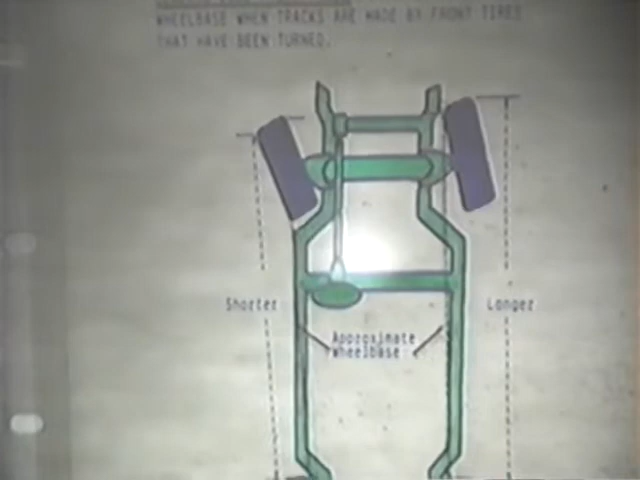 WHEELBASE WHEN TRACKS ARE MADE BY FRONT TIRES
THAT HAVE BEEN TURNED.
Shorter
Longer
Approximate
wheelbase